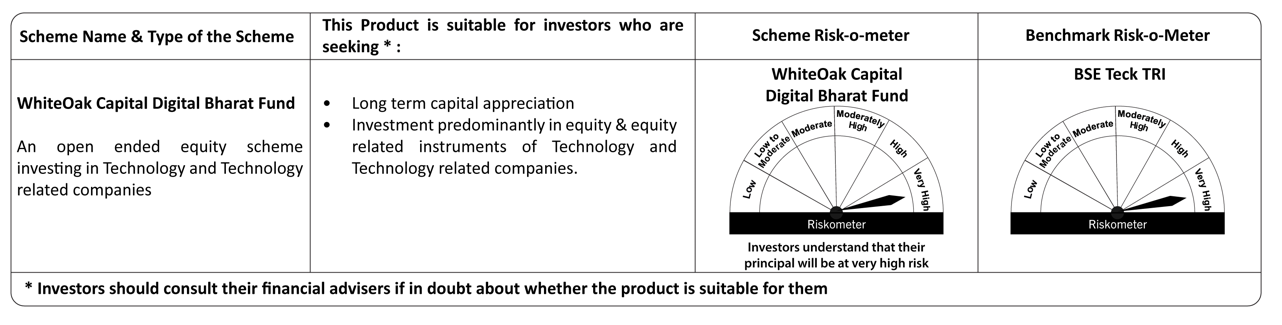 Scheme Name & Type of the Scheme
This Product is suitable for investors who are
seeking * :
Scheme Risk-o-meter
Benchmark Risk-o-Meter
WhiteOak Capital Digital Bharat Fund
An open ended equity scheme
investing in Technology and Technology
related companies
• Long term capital appreciation
• Investment predominantly in equity & equity
related instruments of Technology and
Technology related companies.
WhiteOak Capital
Digital Bharat Fund
Low
Low to
Moderate
Moderate
Moderately
High
High
Very High
Riskometer
Investors understand that their
principal will be at very high risk
BSE Teck TRI
Low
Low to
Moderate
Moderate
Moderately
High
High
Very High
Riskometer
* Investors should consult their financial advisers if in doubt about whether the product is suitable for them